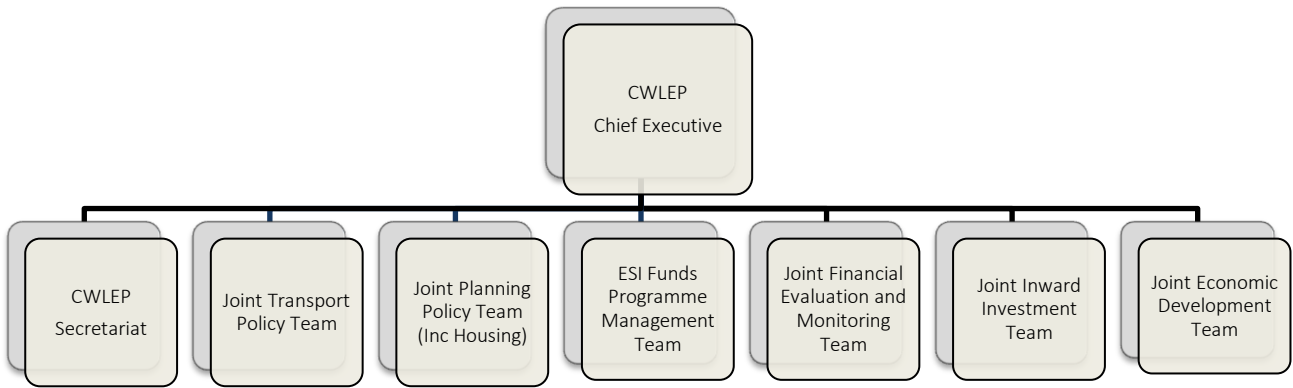 CWLEP
Chief Executive
CWLEP
Secretariat
Joint Transport
Policy Team
Joint Planning
Policy Team
(Inc Housing)
ESI Funds
Programme
Management
Team
Joint Financial
Evaluation and
Monitoring
Team
Joint Inward
Investment
Team
Joint Economic
Development
Team